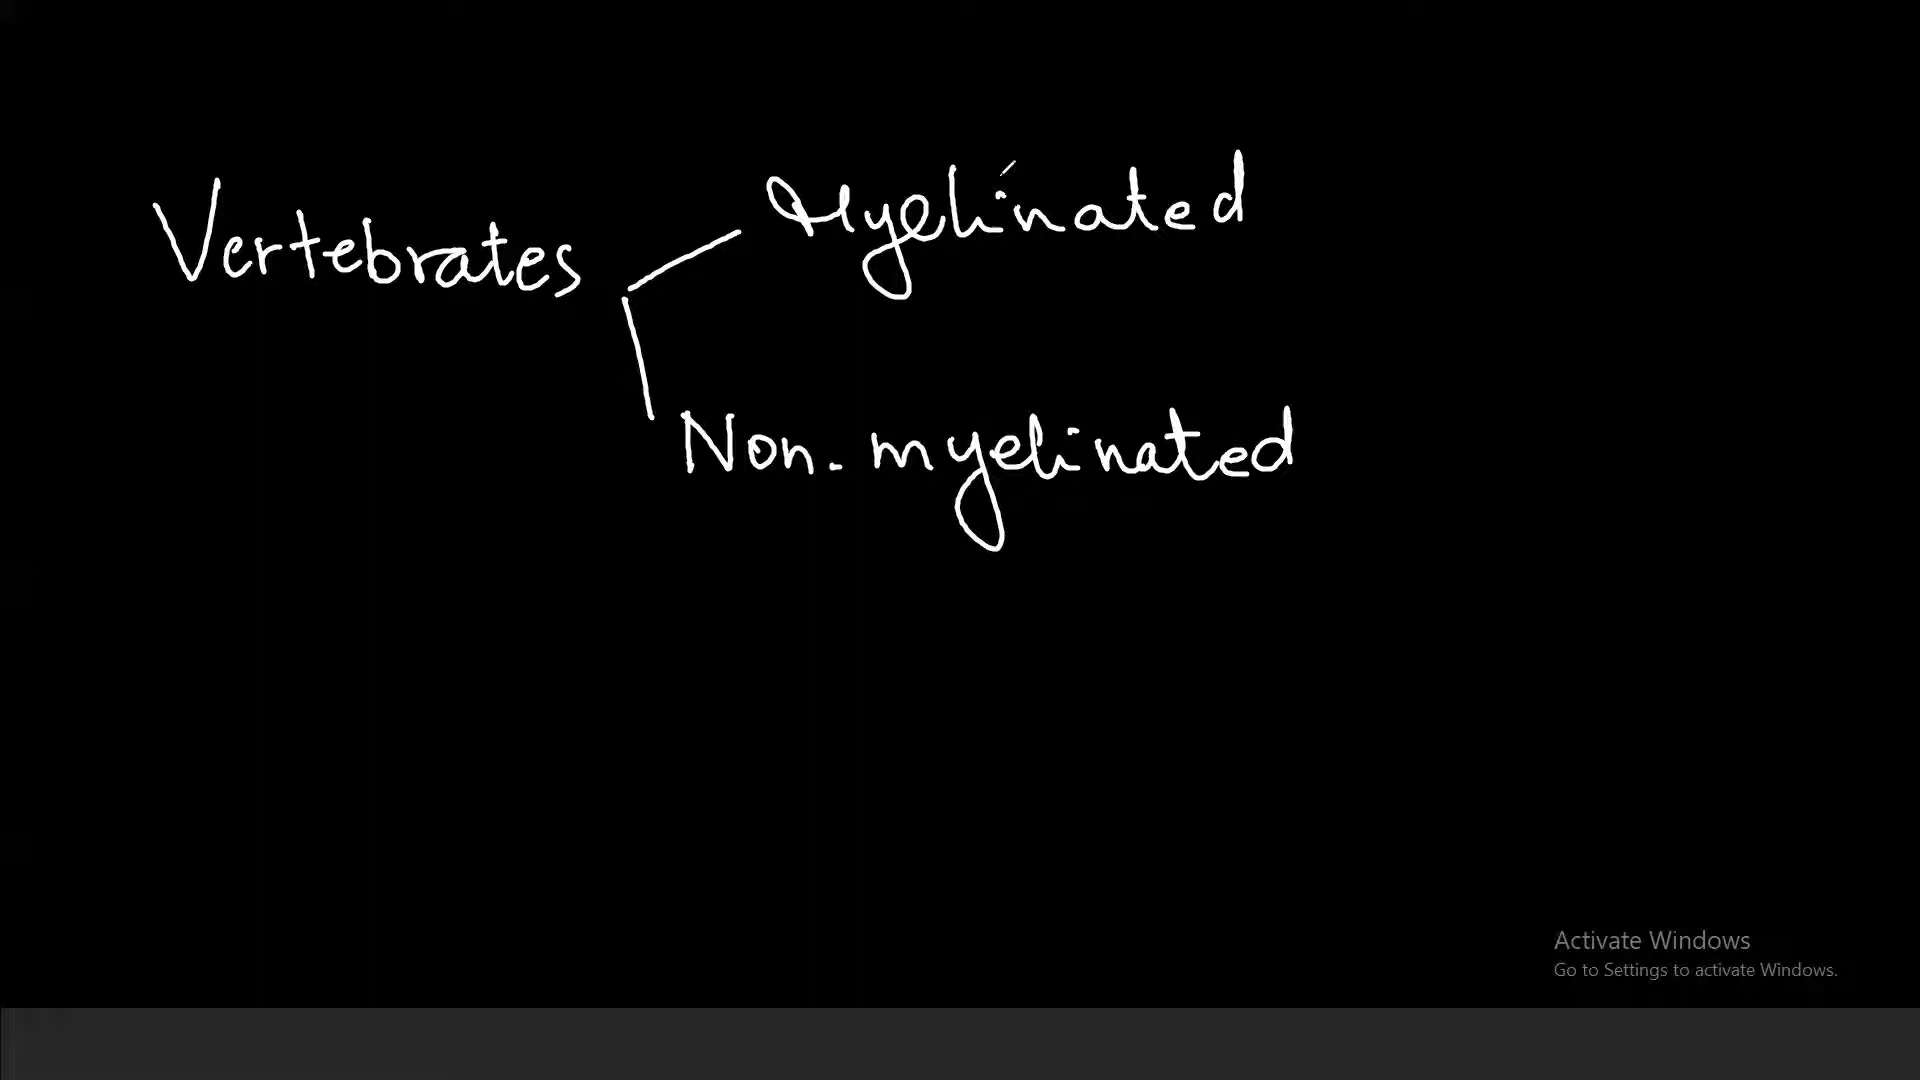 Vertebrates
Myelinated
Non-myelinated
Activate Windows
Go to Settings to activate Windows.